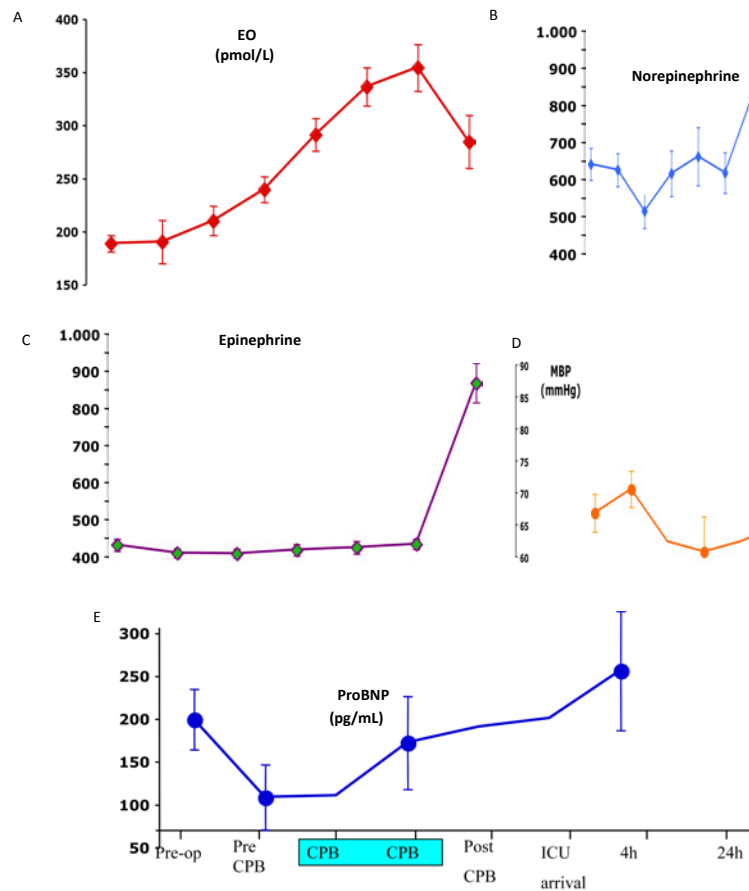 A
EO
(pmol/L)
400
350
300
250
200
150
100
B
Norepinephrine
1.000
900
800
700
600
500
400
C
Epinephrine
1.000
900
800
700
600
500
400
D
MBP
(mmHg)
90
85
80
75
70
65
60
E
ProBNP
(pg/mL)
300
250
200
150
100
50
Pre-op
Pre
CPB
CPB
CPB
Post
CPB
ICU
arrival
4h
24h